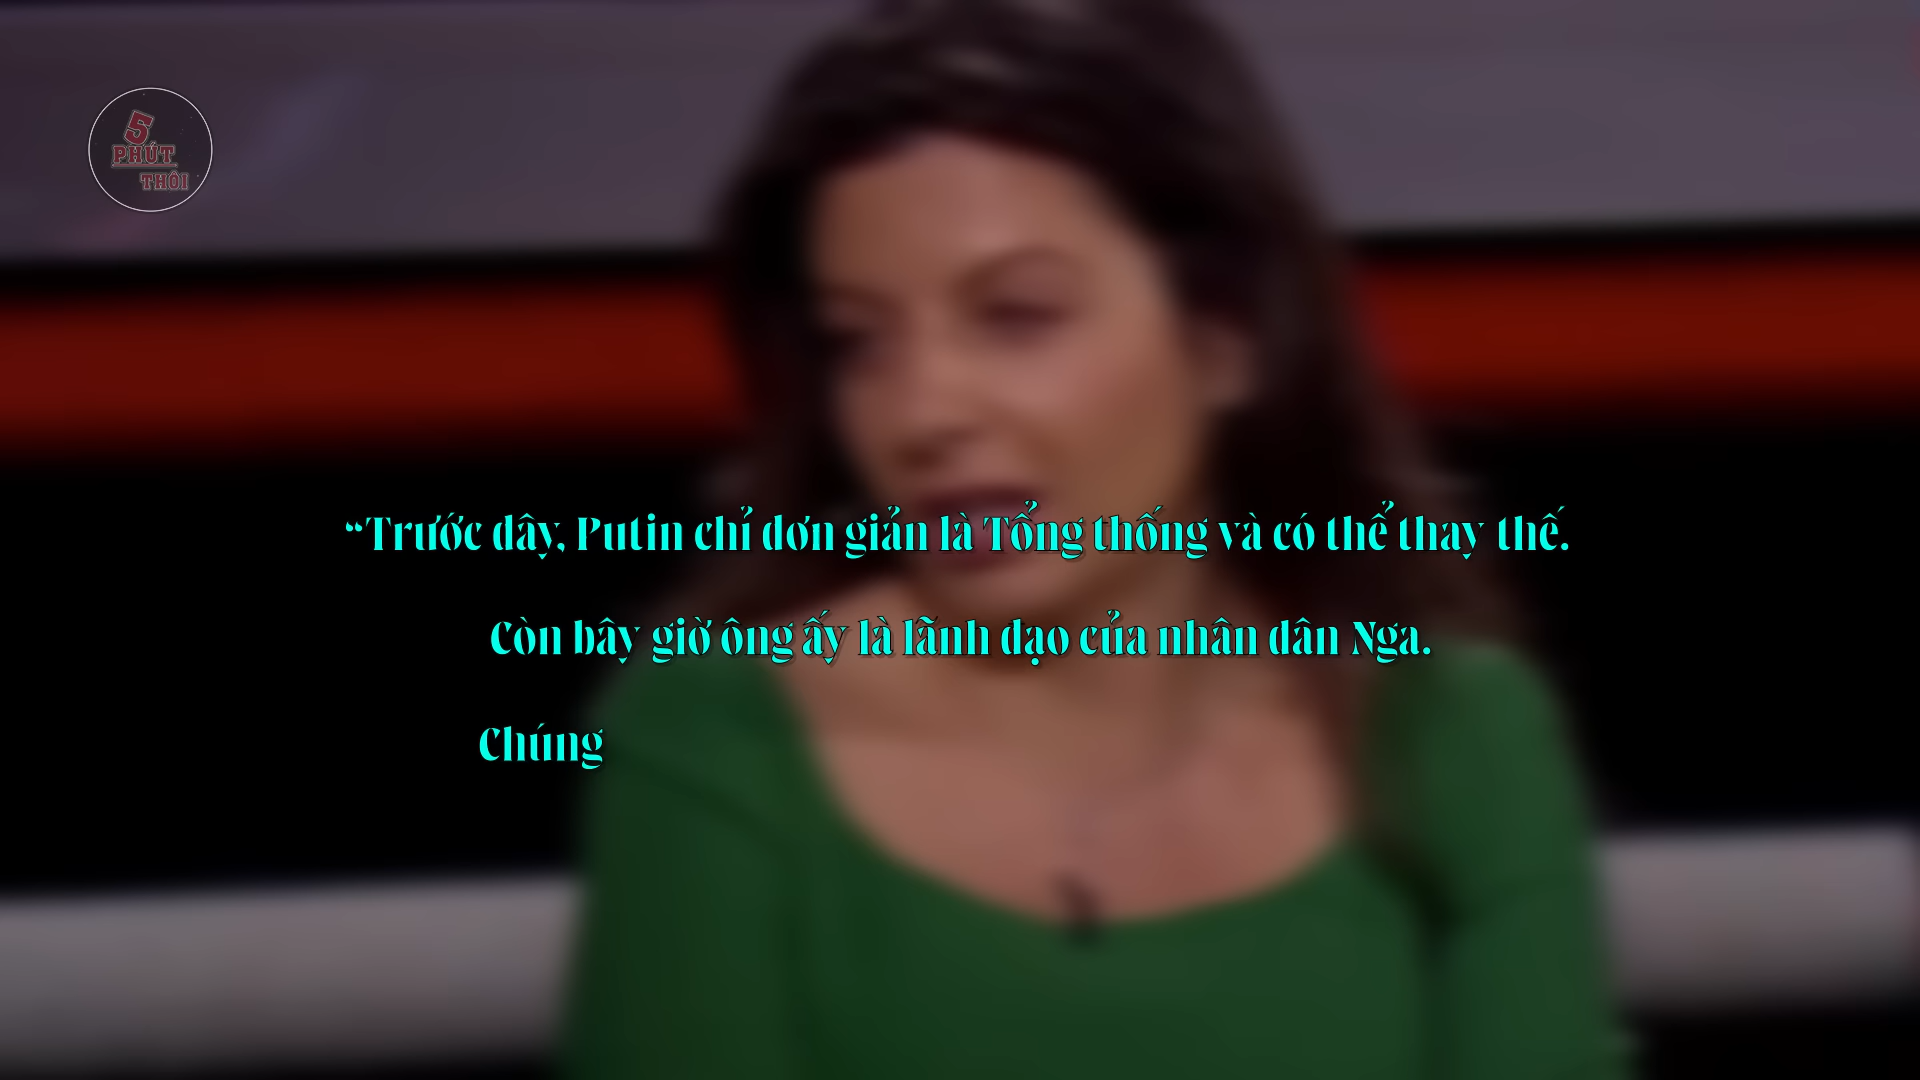 5
PHÚT
THÔI
“Trước đây, Putin chỉ đơn giản là Tổng thống và có thể thay thế.
Còn bây giờ ông ấy là lãnh đạo của nhân dân Nga.
Chúng